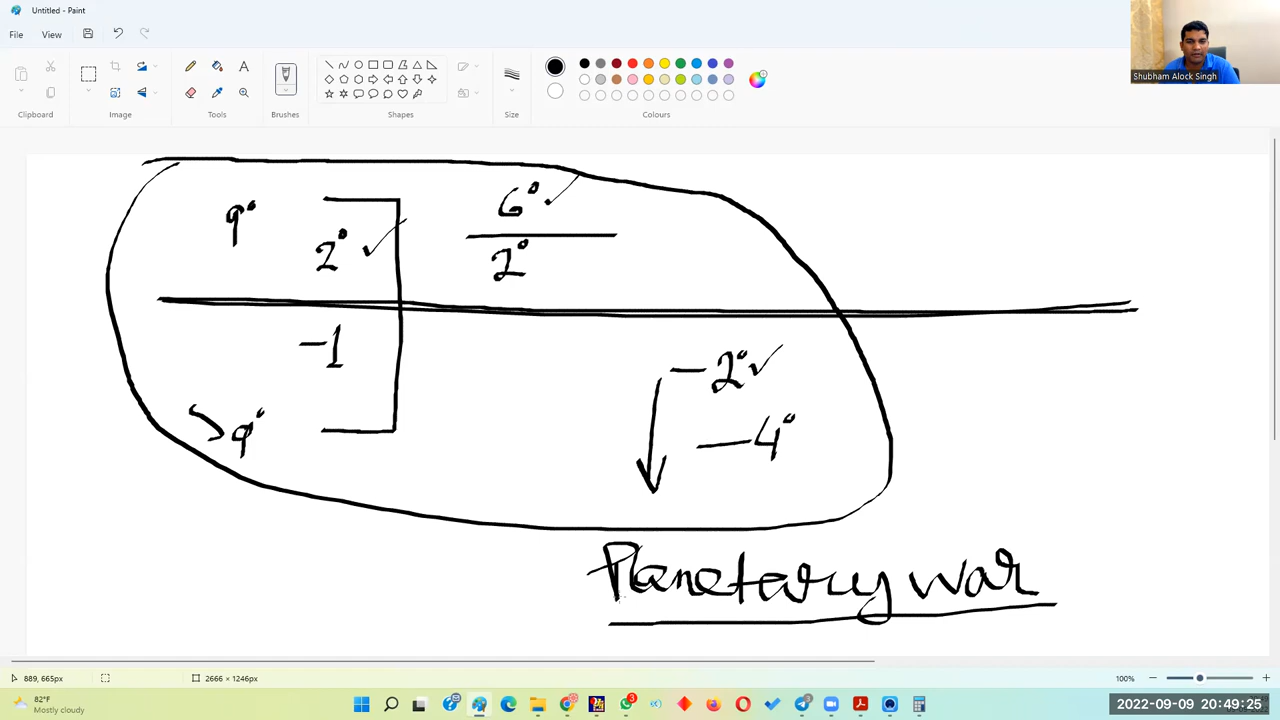 Untitled - Paint
File View
Shubham Alock Singh
A
Clipboard Image Tools Brushes Shapes Size Colours
9° 6°
2° 2°
-1
-2°
9° -4°
Planetary war
889, 665px 2666 × 1246px 100%
82°F
Mostly cloudy
3
2022-09-09 20:49:25